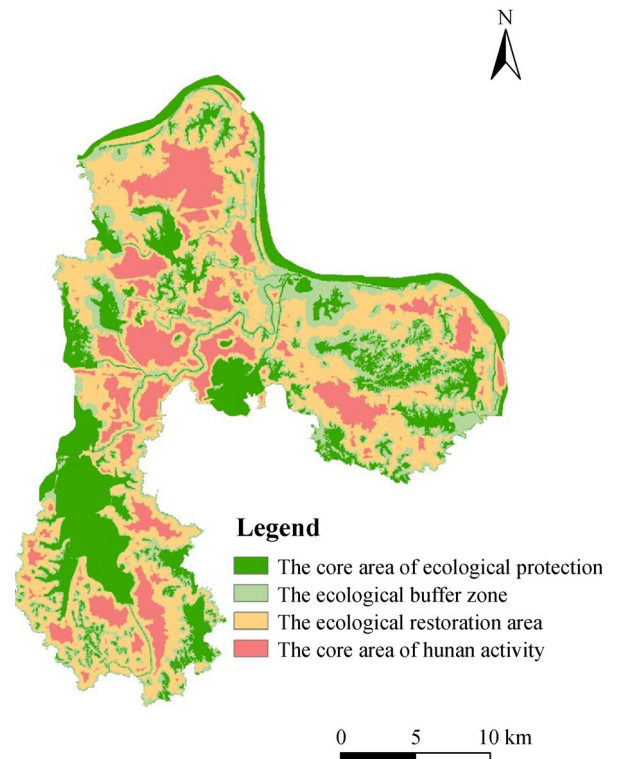 N
Legend
The core area of ecological protection
The ecological buffer zone
The ecological restoration area
The core area of hunan activity
0 5 10 km